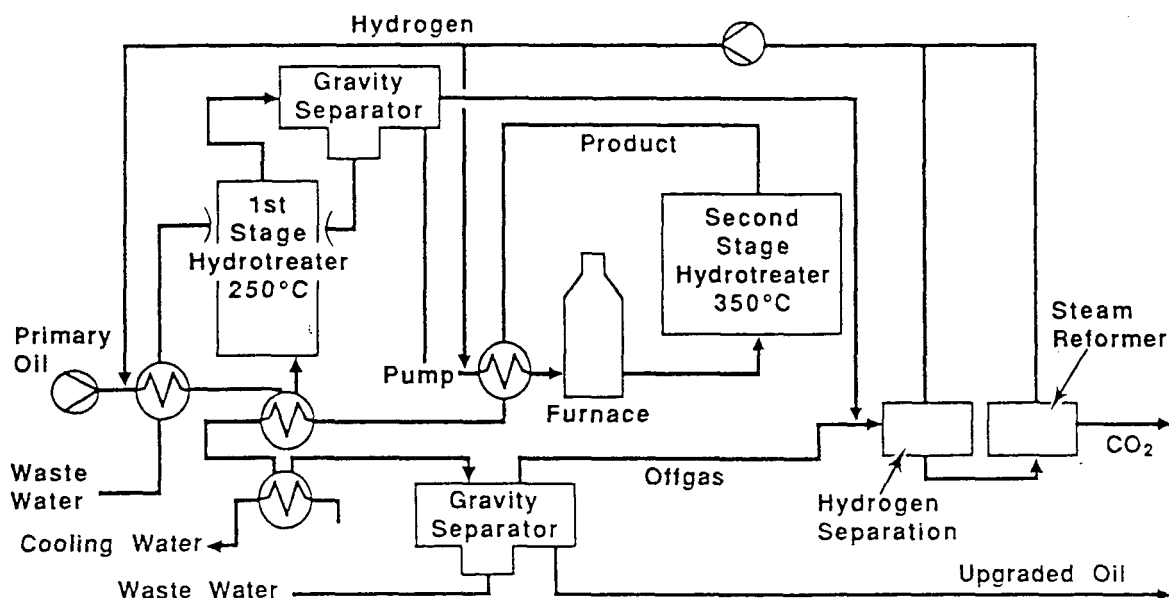 Hydrogen
Gravity
Separator
Product
1st
Stage
Hydrotreater
250°C
Second
Stage
Hydrotreater
350°C
Steam
Reformer
Primary
Oil
Pump
Furnace
CO₂
Waste
Water
Offgas
Gravity
Separator
Hydrogen
Separation
Cooling Water
Waste Water
Upgraded Oil